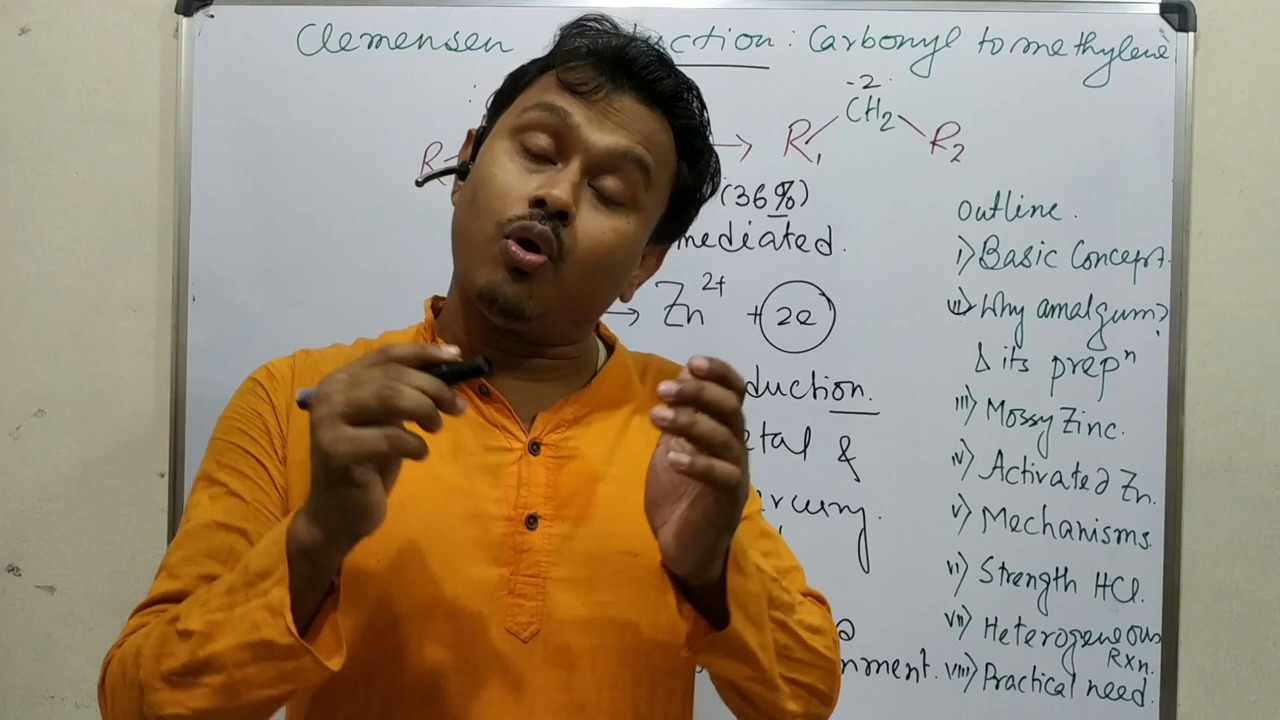 Clemensen uction : Carbonyl to methylene
-2
R CH2
→ R1 R2
(36%)
mediated.
→ Zn2+ + 2e
duction.
etal &
ercury.
nment.
Outline.
i) Basic Concept.
ii) Why amalgum?
& its prepn
iii) Mossy Zinc.
iv) Activated Zn.
v) Mechanisms.
vi) Strength HCl.
vii) Heterogeneous
Rxn.
viii) Practical need.